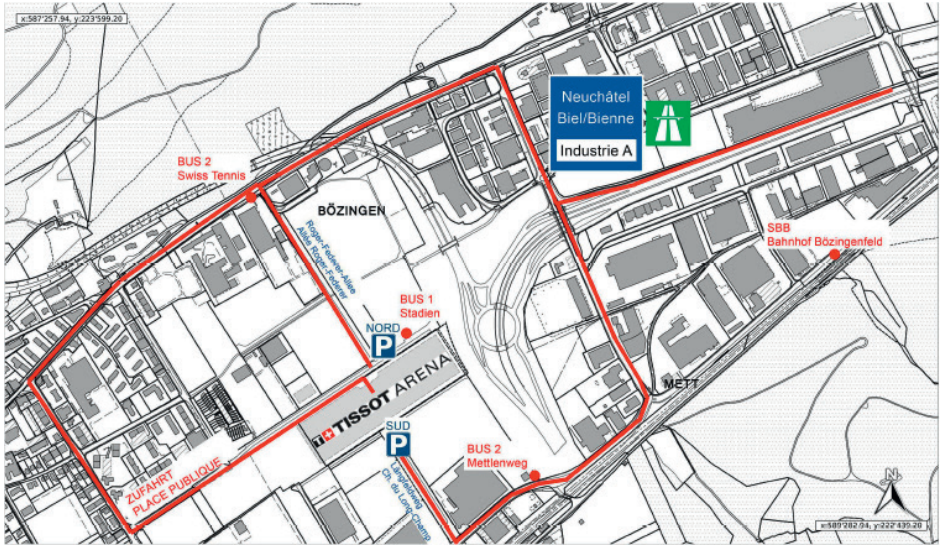 x:587'257.94, y:223'599.20
Neuchâtel
Biel/Bienne
Industrie A
BUS 2
Swiss Tennis
BÖZINGEN
Roger-Federer-Allee
Allée Roger-Federer
SBB
Bahnhof Bözingenfeld
BUS 1
Stadien
NORD
P
METT
TISSOT ARENA
SUD
P
BUS 2
Mettlenweg
ZUFAHRT
PLACE PUBLIQUE
Längfeldweg
Ch. du Long-Champ
N
x:589'282.94, y:222'439.20